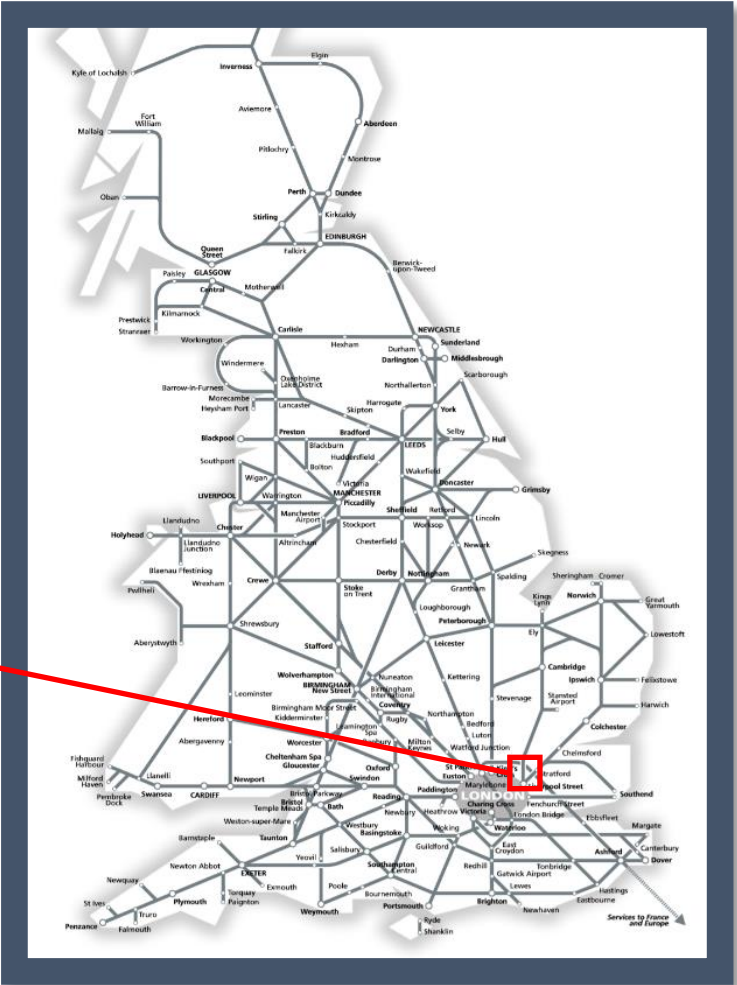 Elgin
Inverness
Kyle of Lochalsh
Aviemore
Fort
William
Mallaig
Aberdeen
Pitlochry
Montrose
Perth
Dundee
Oban
Stirling
Kirkcaldy
EDINBURGH
Queen
Street
Falkirk
Berwick-
upon-Tweed
Paisley
GLASGOW
Central
Motherwell
Kilmarnock
Prestwick
Stranraer
Carlisle
NEWCASTLE
Workington
Hexham
Sunderland
Durham
Darlington
Middlesbrough
Windermere
Scarborough
Oxenholme
Lake District
Barrow-in-Furness
Northallerton
Morecambe
Heysham Port
Lancaster
Harrogate
Skipton
York
Blackpool
Preston
Bradford
Selby
Hull
Blackburn
LEEDS
Southport
Huddersfield
Bolton
Wakefield
Wigan
Victoria
Doncaster
LIVERPOOL
Warrington
MANCHESTER
Piccadilly
Grimsby
Manchester
Airport
Sheffield
Retford
Llandudno
Chester
Stockport
Worksop
Lincoln
Holyhead
Llandudno
Junction
Altrincham
Chesterfield
Newark
Skegness
Blaenau Ffestiniog
Wrexham
Crewe
Derby
Nottingham
Spalding
Sheringham
Cromer
Pwllheli
Stoke
on Trent
Grantham
Kings
Lynn
Norwich
Great
Yarmouth
Loughborough
Shrewsbury
Peterborough
Ely
Lowestoft
Aberystwyth
Stafford
Leicester
Wolverhampton
Nuneaton
Kettering
Cambridge
BIRMINGHAM
New Street
Birmingham
International
Ipswich
Felixstowe
Leominster
Stevenage
Stansted
Airport
Birmingham Moor Street
Coventry
Harwich
Hereford
Kidderminster
Rugby
Northampton
Leamington
Spa
Bedford
Colchester
Abergavenny
Worcester
Banbury
Milton
Keynes
Luton
Watford Junction
Chelmsford
Fishguard
Harbour
Cheltenham Spa
Gloucester
Oxford
St Pancras
King's
Cross
Stratford
Milford
Haven
Llanelli
Newport
Swindon
Euston
Marylebone
Liverpool Street
Southend
Pembroke
Dock
Swansea
CARDIFF
Bristol Parkway
Reading
Paddington
LONDON
Bristol
Temple Meads
Bath
Newbury
Heathrow
Victoria
Charing Cross
Fenchurch Street
London Bridge
Ebbsfleet
Weston-super-Mare
Westbury
Basingstoke
Woking
Waterloo
Margate
Barnstaple
Taunton
Salisbury
Guildford
East
Croydon
Canterbury
Ashford
Dover
Newton Abbot
Yeovil
Southampton
Central
Redhill
Tonbridge
Gatwick Airport
EXETER
Newquay
Exmouth
Poole
Bournemouth
Lewes
Hastings
Eastbourne
Torquay
Paignton
Plymouth
Weymouth
Portsmouth
Brighton
Newhaven
St Ives
Truro
Ryde
Shanklin
Services to France
and Europe
Penzance
Falmouth